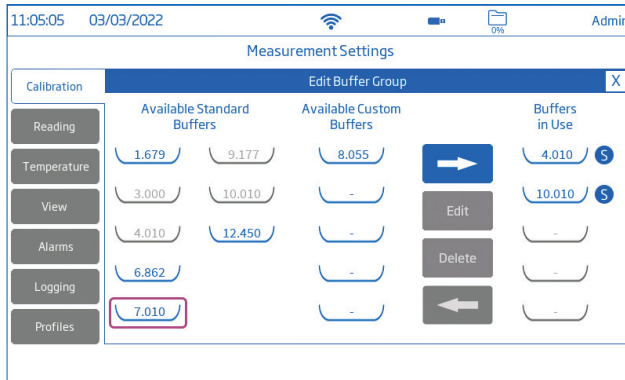 11:05:05 03/03/2022 0% Admin
Measurement Settings
Calibration
Reading
Temperature
View
Alarms
Logging
Profiles
Edit Buffer Group X
Available Standard Buffers
1.679 9.177
3.000 10.010
4.010 12.450
6.862
7.010
Available Custom Buffers
8.055
-
-
-
-
Edit
Delete
Buffers in Use
4.010 S
10.010 S
-
-
-